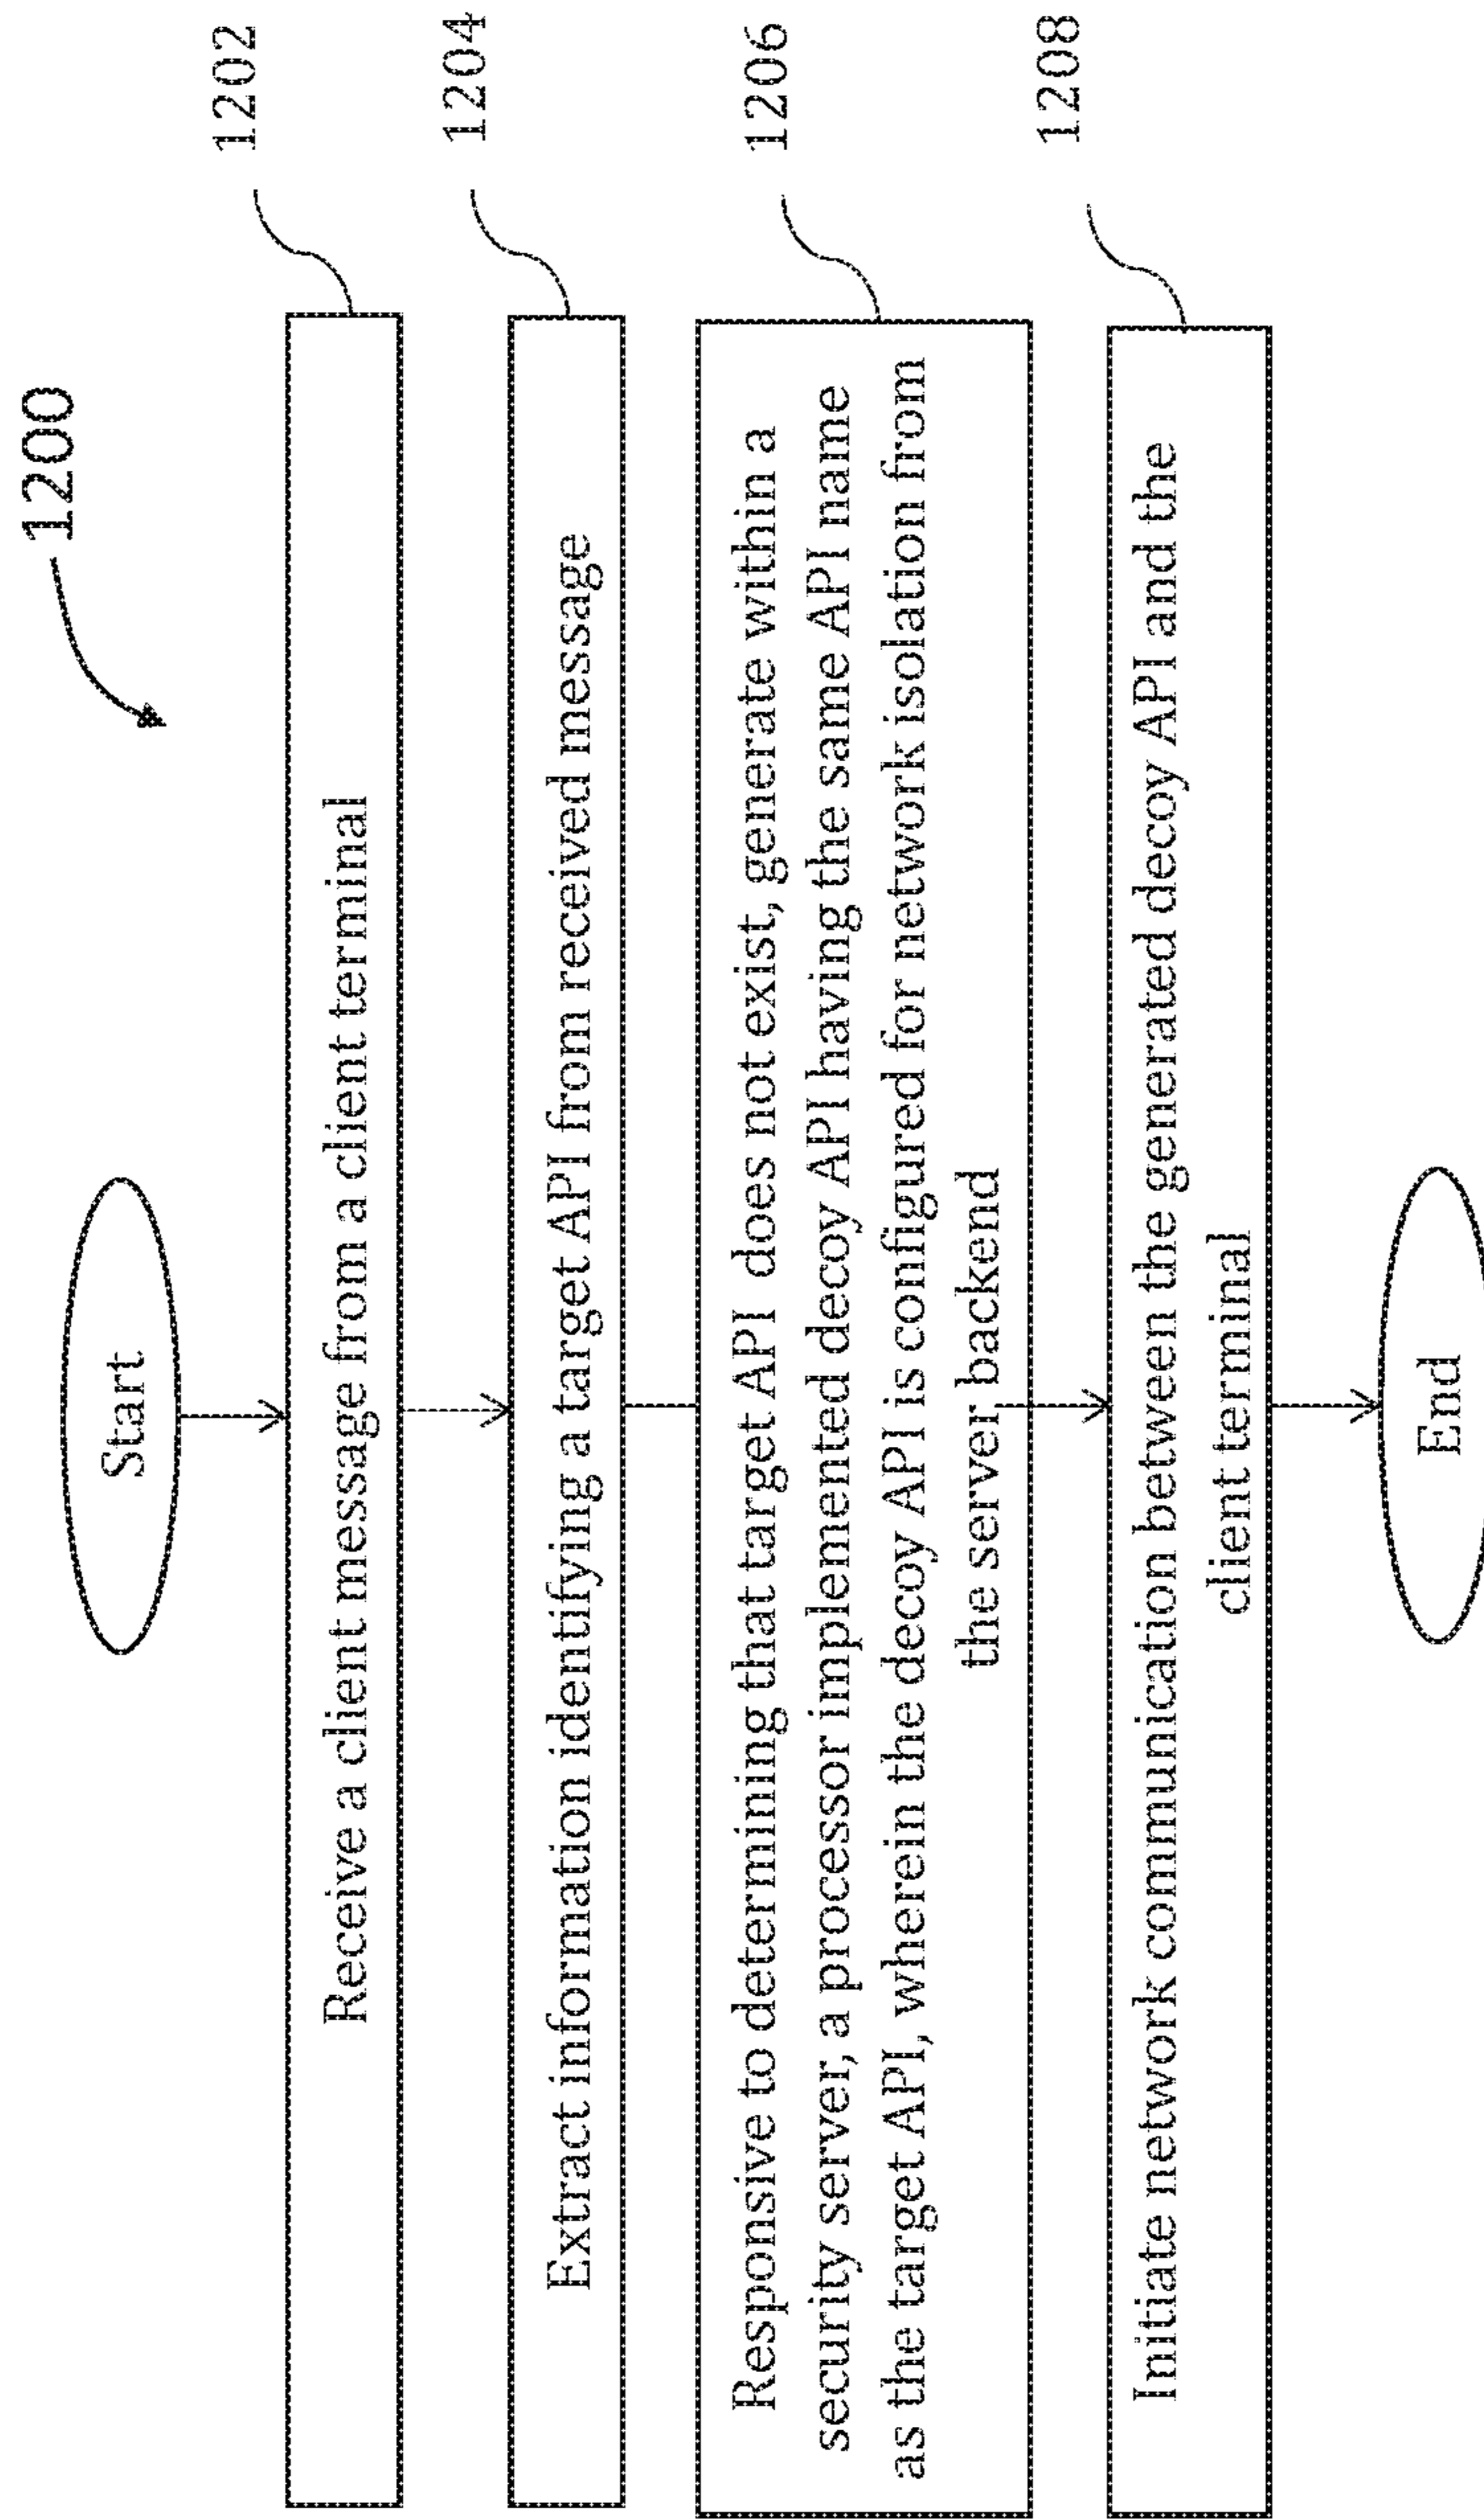 1200
Start
Receive a client message from a client terminal
1202
Extract information identifying a target API from received message
1204
Responsive to determining that target API does not exist, generate within a
security server, a processor implemented decoy API having the same API name
as the target API, wherein the decoy API is configured for network isolation from
the server backend
1206
Initiate network communication between the generated decoy API and the
client terminal
1208
End